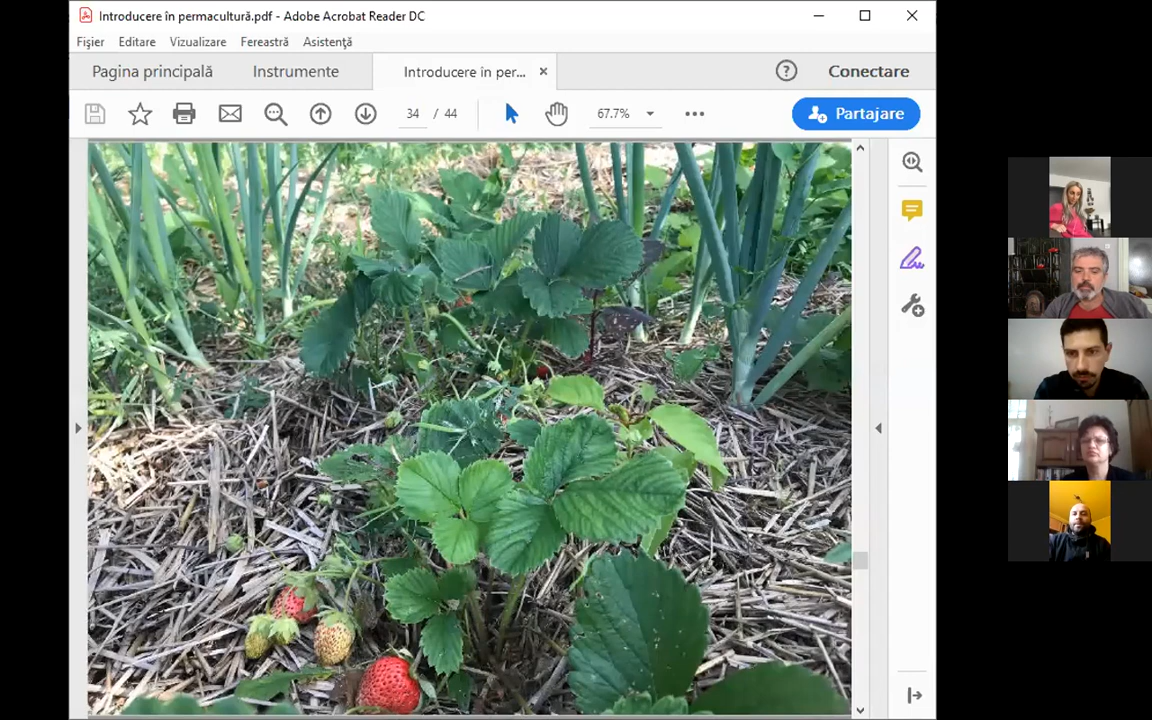 Introducere în permacultură.pdf - Adobe Acrobat Reader DC
Fișier Editare Vizualizare Fereastră Asistență
Pagina principală Instrumente Introducere în per... Conectare
34 / 44 67.7% Partajare